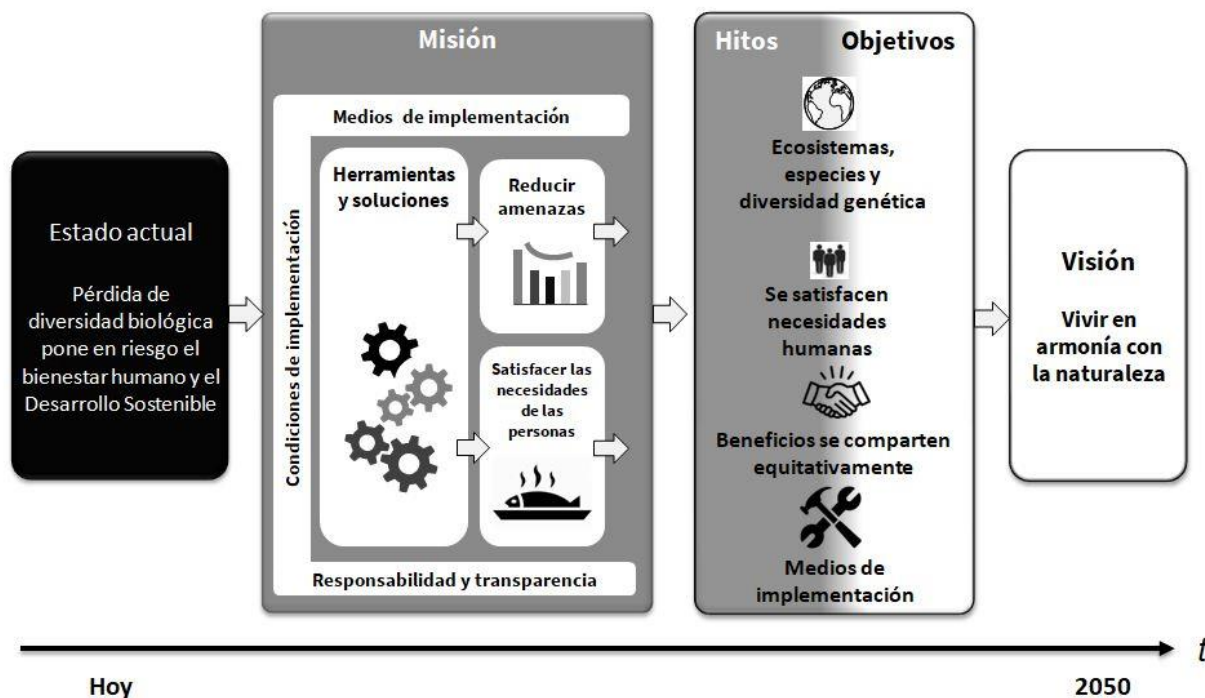 Estado actual
Pérdida de
diversidad biológica
pone en riesgo el
bienestar humano y el
Desarrollo Sostenible
Misión
Medios de implementación
Condiciones de implementación
Herramientas
y soluciones
Reducir
amenazas
Satisfacer las
necesidades
de las
personas
Responsabilidad y transparencia
Hitos Objetivos
Ecosistemas,
especies y
diversidad genética
Se satisfacen
necesidades
humanas
Beneficios se comparten
equitativamente
Medios de
implementación
Visión
Vivir en
armonía con
la naturaleza
t
Hoy
2050